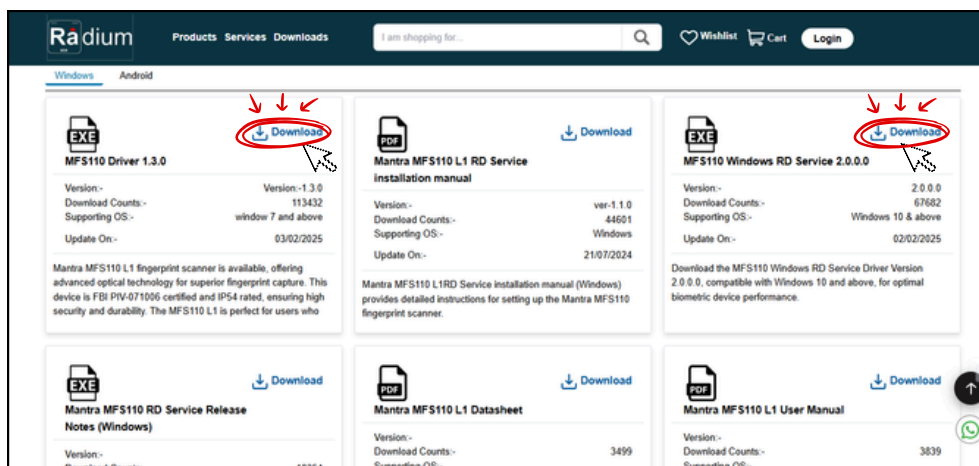 Radium
Products Services Downloads
I am shopping for...
Wishlist
Cart
Login
Windows Android
EXE
Download
MFS110 Driver 1.3.0
Version:- Version:-1.3.0
Download Counts:- 113432
Supporting OS:- window 7 and above
Update On:- 03/02/2025
Mantra MFS110 L1 fingerprint scanner is available, offering
advanced optical technology for superior fingerprint capture. This
device is FBI PIV-071006 certified and IP54 rated, ensuring high
security and durability. The MFS110 L1 is perfect for users who
PDF
Download
Mantra MFS110 L1 RD Service
installation manual
Version:- ver-1.1.0
Download Counts:- 44601
Supporting OS:- Windows
Update On:- 21/07/2024
Mantra MFS110 L1RD Service installation manual (Windows)
provides detailed instructions for setting up the Mantra MFS110
fingerprint scanner.
EXE
Download
MFS110 Windows RD Service 2.0.0.0
Version:- 2.0.0.0
Download Counts:- 67682
Supporting OS:- Windows 10 & above
Update On:- 02/02/2025
Download the MFS110 Windows RD Service Driver Version
2.0.0.0, compatible with Windows 10 and above, for optimal
biometric device performance.
EXE
Download
Mantra MFS110 RD Service Release
Notes (Windows)
Version:-
PDF
Download
Mantra MFS110 L1 Datasheet
Version:-
Download Counts:- 3499
Supporting OS:-
PDF
Download
Mantra MFS110 L1 User Manual
Version:-
Download Counts:- 3839
Supporting OS:-